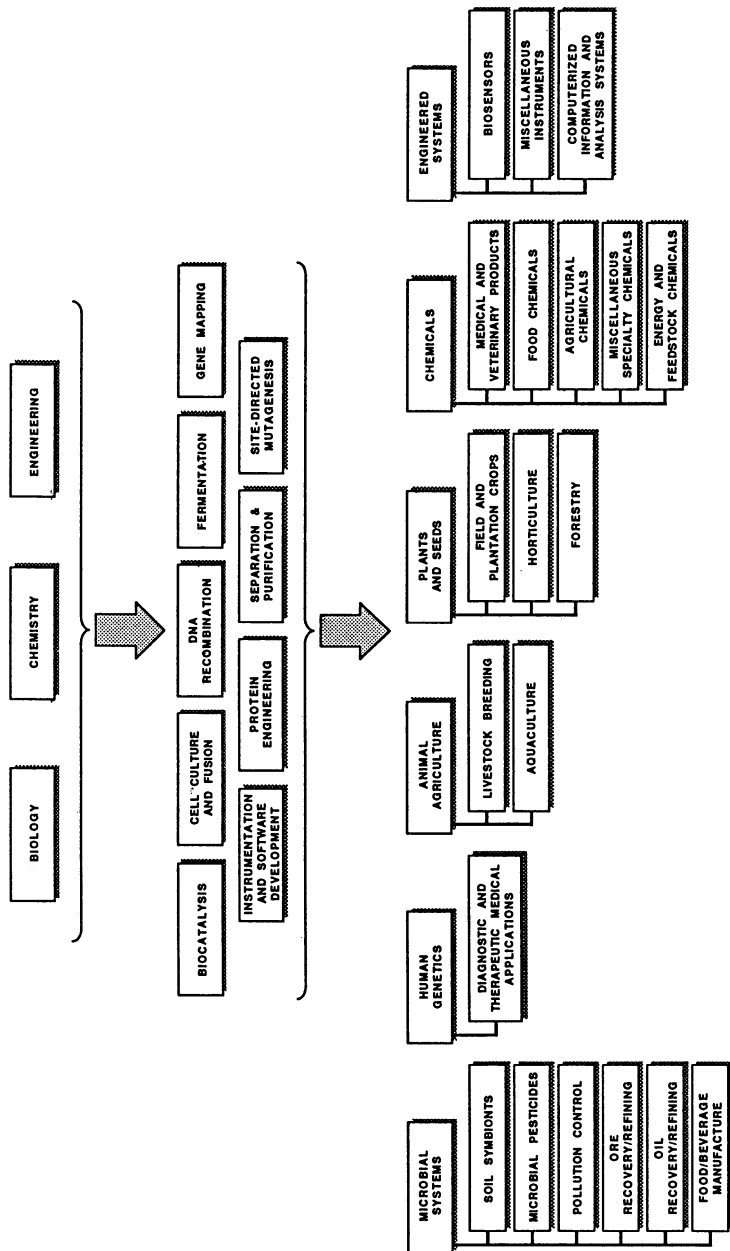 BIOLOGY
CHEMISTRY
ENGINEERING
BIOCATALYSIS
CELL CULTURE
AND FUSION
DNA
RECOMBINATION
FERMENTATION
GENE MAPPING
INSTRUMENTATION
AND SOFTWARE
DEVELOPMENT
PROTEIN
ENGINEERING
SEPARATION &
PURIFICATION
SITE-DIRECTED
MUTAGENESIS
MICROBIAL
SYSTEMS
SOIL SYMBIONTS
MICROBIAL PESTICIDES
POLLUTION CONTROL
ORE
RECOVERY/REFINING
OIL
RECOVERY/REFINING
FOOD/BEVERAGE
MANUFACTURE
HUMAN
GENETICS
DIAGNOSTIC AND
THERAPEUTIC MEDICAL
APPLICATIONS
ANIMAL
AGRICULTURE
LIVESTOCK BREEDING
AQUACULTURE
PLANTS
AND SEEDS
FIELD AND
PLANTATION CROPS
HORTICULTURE
FORESTRY
CHEMICALS
MEDICAL AND
VETERINARY PRODUCTS
FOOD CHEMICALS
AGRICULTURAL
CHEMICALS
MISCELLANEOUS
SPECIALTY CHEMICALS
ENERGY AND
FEEDSTOCK CHEMICALS
ENGINEERED
SYSTEMS
BIOSENSORS
MISCELLANEOUS
INSTRUMENTS
COMPUTERIZED
INFORMATION AND
ANALYSIS SYSTEMS